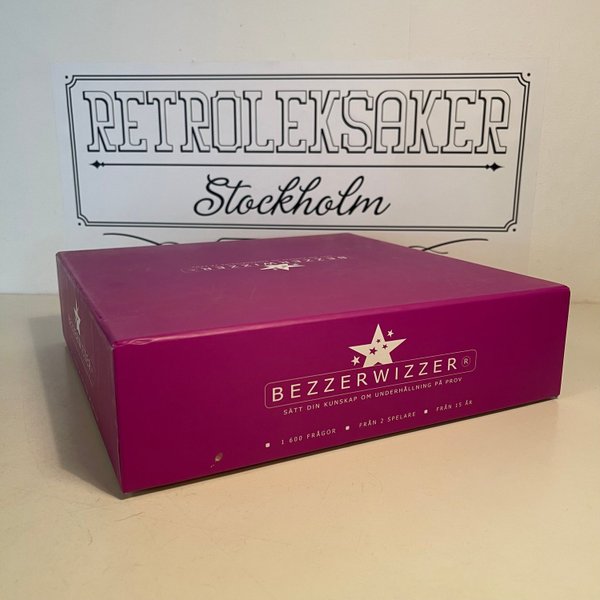 RETROLEKSAKER
Stockholm
BEZZERWIZZER
BEZZERWIZZER®
SÄTT DIN KUNSKAP OM UNDERHÅLLNING PÅ PROV
1 600 FRÅGOR ▪ FRÅN 2 SPELARE ▪ FRÅN 15 ÅR